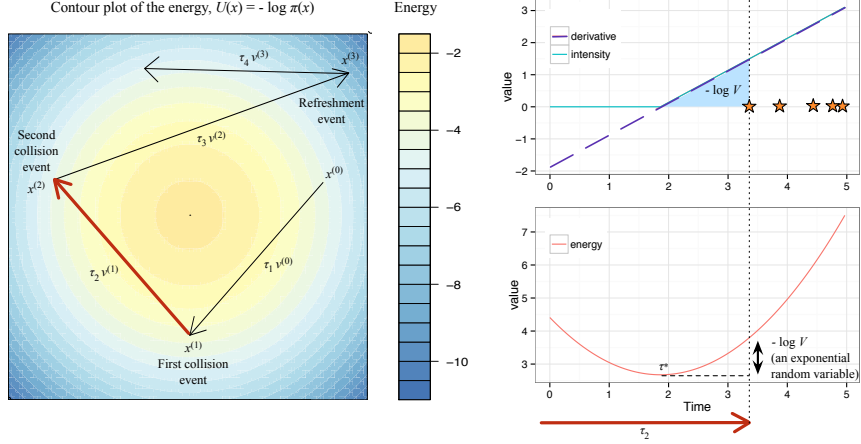 Contour plot of the energy, U(x) = - log π(x)
Energy
x⁽³⁾
τ₄ v⁽³⁾
Refreshment
event
Second
collision
event
τ₃ v⁽²⁾
x⁽²⁾
x⁽⁰⁾
τ₂ v⁽¹⁾
τ₁ v⁽⁰⁾
x⁽¹⁾
First collision
event
−2
−4
−6
−8
−10
value
3
2
1
0
−1
−2
derivative
intensity
- log V
0
1
2
3
4
5
value
7
6
5
4
3
energy
τ*
- log V
(an exponential
random variable)
0
1
2
3
4
5
Time
τ₂